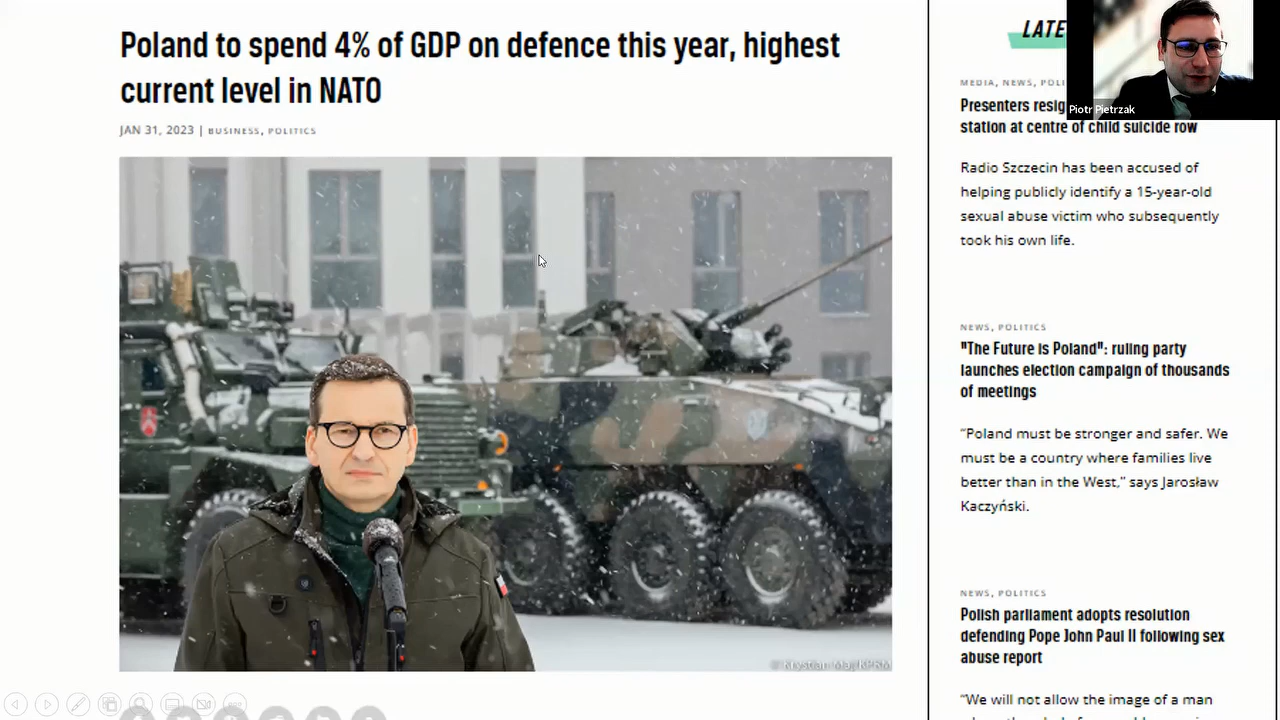 Poland to spend 4% of GDP on defence this year, highest
current level in NATO
JAN 31, 2023 | BUSINESS, POLITICS
© Krystian Maj/KPRM
LATE
MEDIA, NEWS, POLI
Presenters resig
station at centre of child suicide row
Radio Szczecin has been accused of
helping publicly identify a 15-year-old
sexual abuse victim who subsequently
took his own life.
NEWS, POLITICS
"The Future is Poland": ruling party
launches election campaign of thousands
of meetings
“Poland must be stronger and safer. We
must be a country where families live
better than in the West,” says Jarosław
Kaczyński.
NEWS, POLITICS
Polish parliament adopts resolution
defending Pope John Paul II following sex
abuse report
“We will not allow the image of a man
Piotr Pietrzak